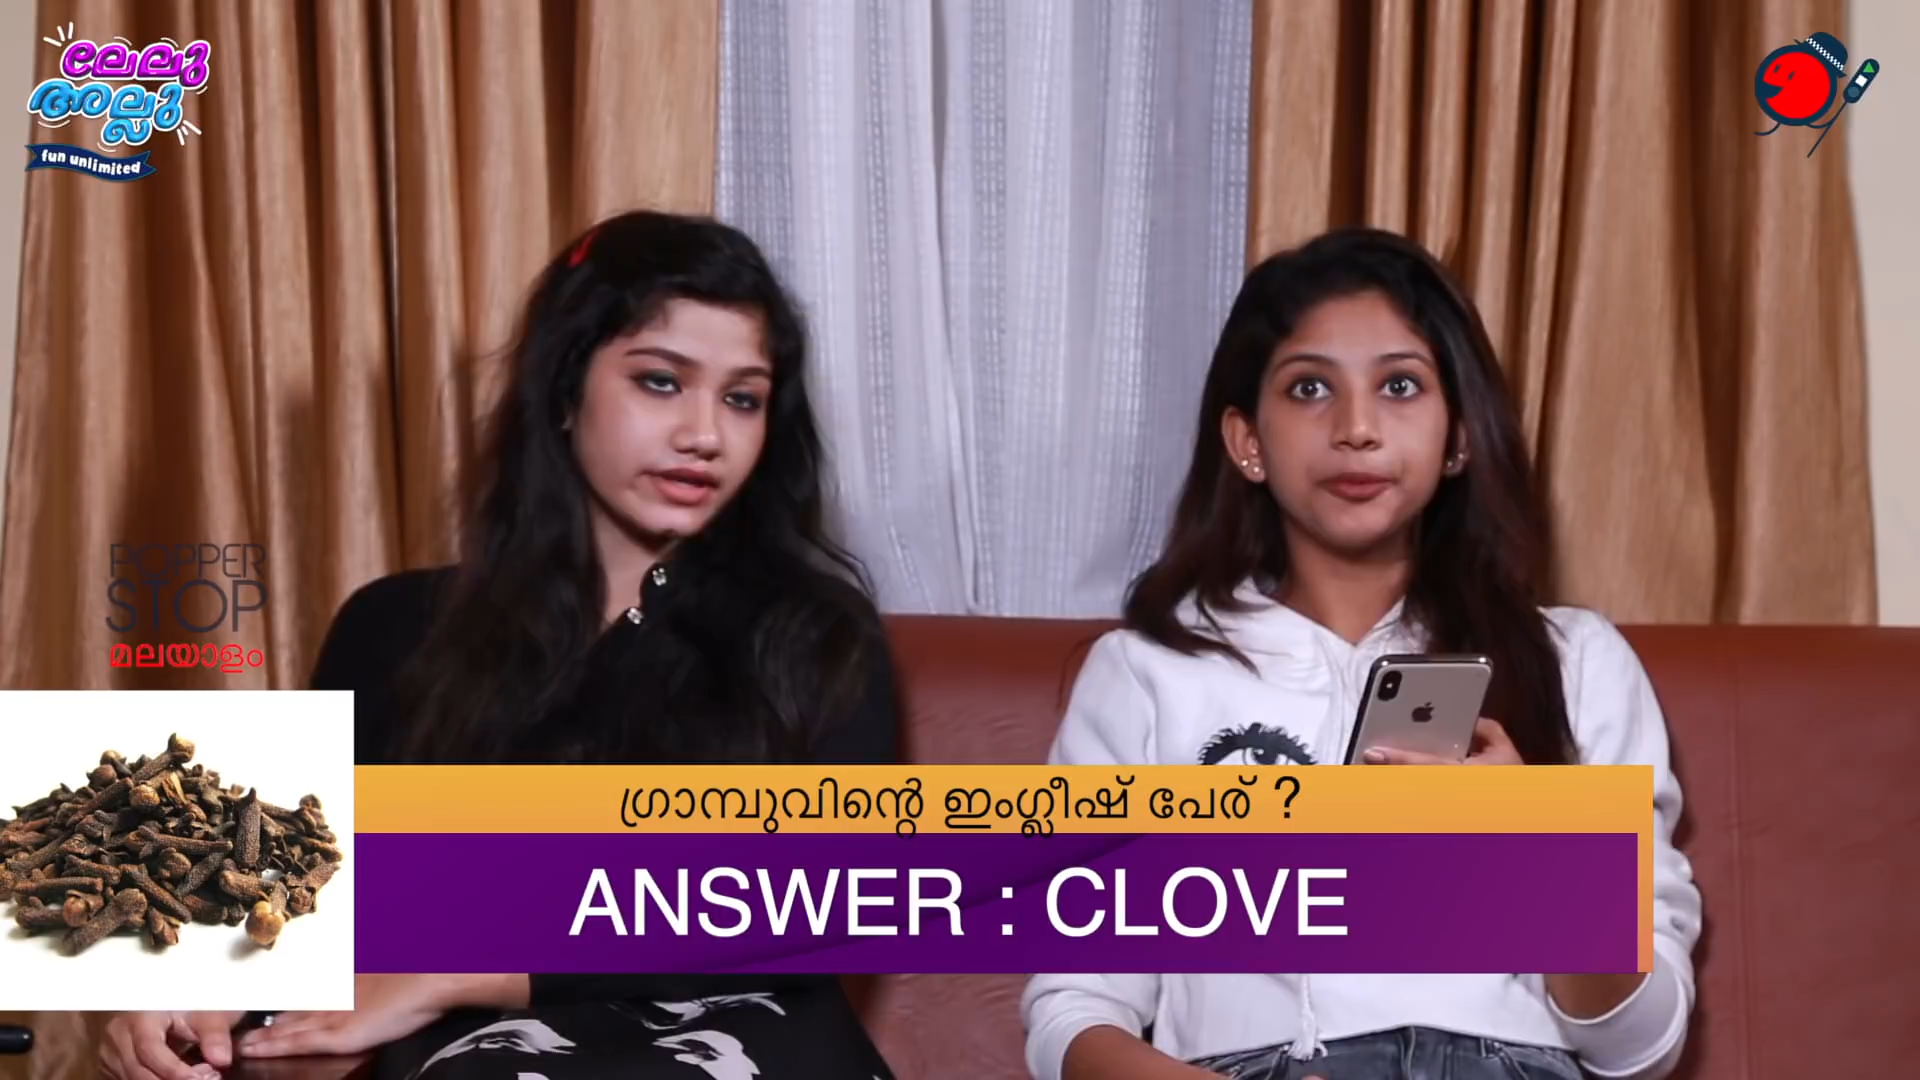 ലേലു
അല്ലു
fun unlimited
POPPER
STOP
മലയാളം
ഗ്രാമ്പുവിന്റെ ഇംഗ്ലീഷ് പേര് ?
ANSWER : CLOVE